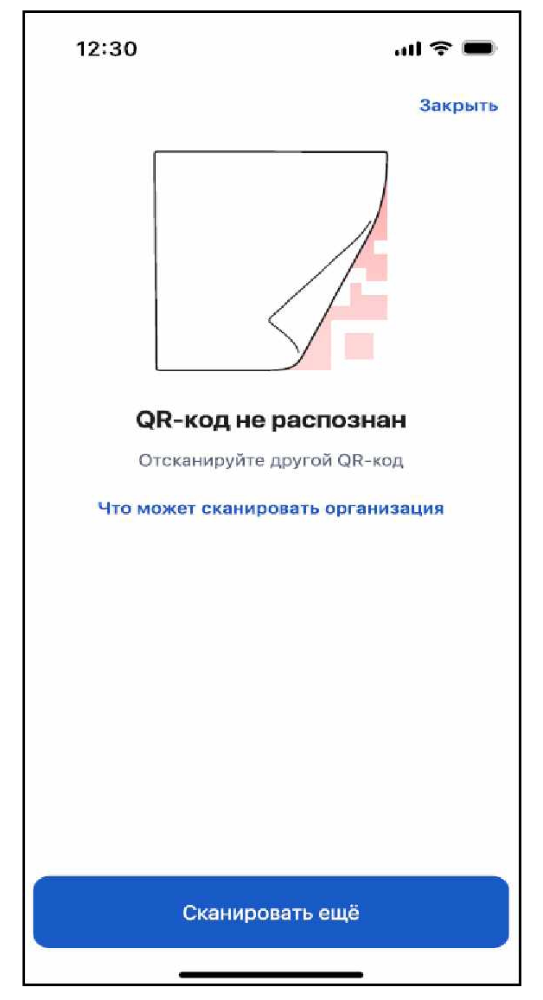 12:30
Закрыть
QR-код не распознан
Отсканируйте другой QR-код
Что может сканировать организация
Сканировать ещё